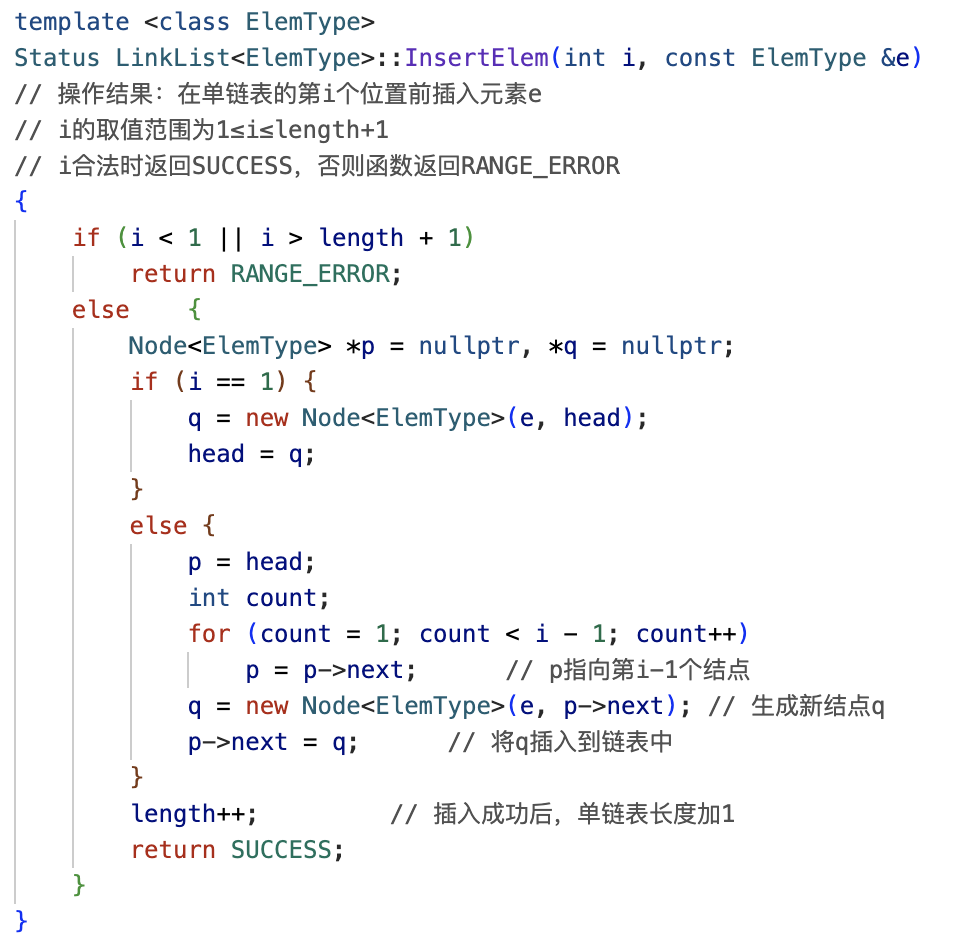 template <class ElemType>
Status LinkList<ElemType>::InsertElem(int i, const ElemType &e)
// 操作结果：在单链表的第i个位置前插入元素e
// i的取值范围为1≤i≤length+1
// i合法时返回SUCCESS，否则函数返回RANGE_ERROR
{
    if (i < 1 || i > length + 1)
        return RANGE_ERROR;
    else    {
        Node<ElemType> *p = nullptr, *q = nullptr;
        if (i == 1) {
            q = new Node<ElemType>(e, head);
            head = q;
        }
        else {
            p = head;
            int count;
            for (count = 1; count < i - 1; count++)
                p = p->next;      // p指向第i-1个结点
            q = new Node<ElemType>(e, p->next); // 生成新结点q
            p->next = q;      // 将q插入到链表中
        }
        length++;         // 插入成功后，单链表长度加1
        return SUCCESS;
    }
}